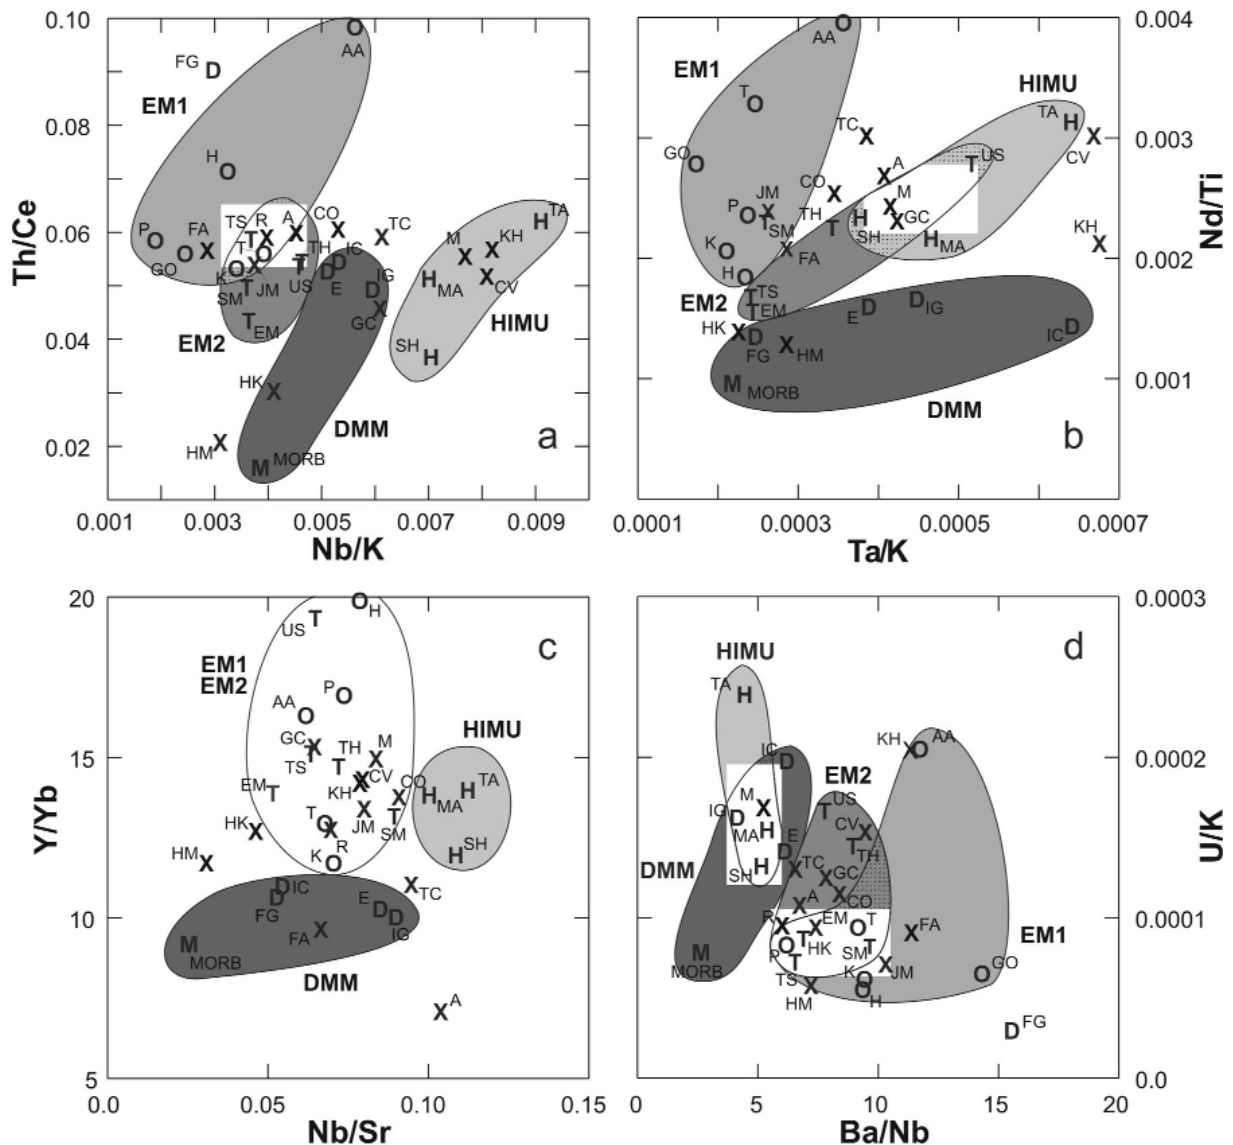 0.10
0.08
0.06
0.04
0.02
Th/Ce
FG D
EM1
O
AA
H
O
P
O
O
GO
FA
X
TS
T
R
X
A
X
CO
X
TC
X
T
O
K
O
X
JM
SM
T
TH
T
US
IC
D
D
E
IG
D
GC
X
EM
T
EM2
HK
X
HM
X
M MORB
DMM
M
X
KH
X
X
CV
TA
H
H
MA
SH
H
HIMU
a
0.001
0.003
0.005
0.007
0.009
Nb/K
0.004
0.003
0.002
0.001
Nd/Ti
AA
O
EM1
T
O
GO
O
TC
X
HIMU
TA
H
X
CV
US
T
A
X
JM
X
P
O
T
SM
CO
X
M
X
X
GC
TH
T
H
SH
H
MA
KH
X
K
O
X
FA
H
O
T
TS
T
EM
EM2
HK
X
D
FG
X
HM
E D
D
IG
IC D
M
MORB
DMM
b
0.0001
0.0003
0.0005
0.0007
Ta/K
20
15
10
5
Y/Yb
US
T
O
H
c
EM1
EM2
P
O
AA
O
GC
X
T
TS
TH
T
M
X
HIMU
EM
T
KH
X
X
CV
CO
X
H
MA
H
TA
T
O
X
R
JM
X
T
SM
H
SH
HK
X
HM
X
K
O
D
IC
D
FG
TC
X
E
D
D
IG
FA
X
M
MORB
DMM
X
A
0.0
0.05
0.10
0.15
Nb/Sr
0.0003
0.0002
0.0001
0.0
U/K
HIMU
d
TA
H
IC
D
KH
X
O
AA
EM2
M
X
US
T
IG
D
MA
H
E
D
CV
X
T
TH
DMM
SH
H
TC
X
GC
X
X
CO
A
X
R
X
EM
X
T
HK
T
O
SM
T
P
O
T
TS
FA
X
EM1
M
MORB
K
O
O
H
X
JM
GO
O
HM
X
D
FG
0
5
10
15
20
Ba/Nb